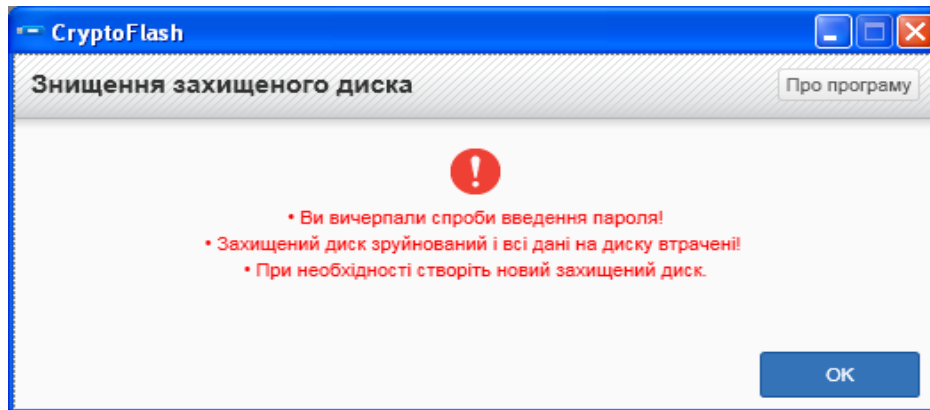 CryptoFlash
Знищення захищеного диска
Про програму
• Ви вичерпали спроби введення пароля!
• Захищений диск зруйнований і всі дані на диску втрачені!
• При необхідності створіть новий захищений диск.
OK